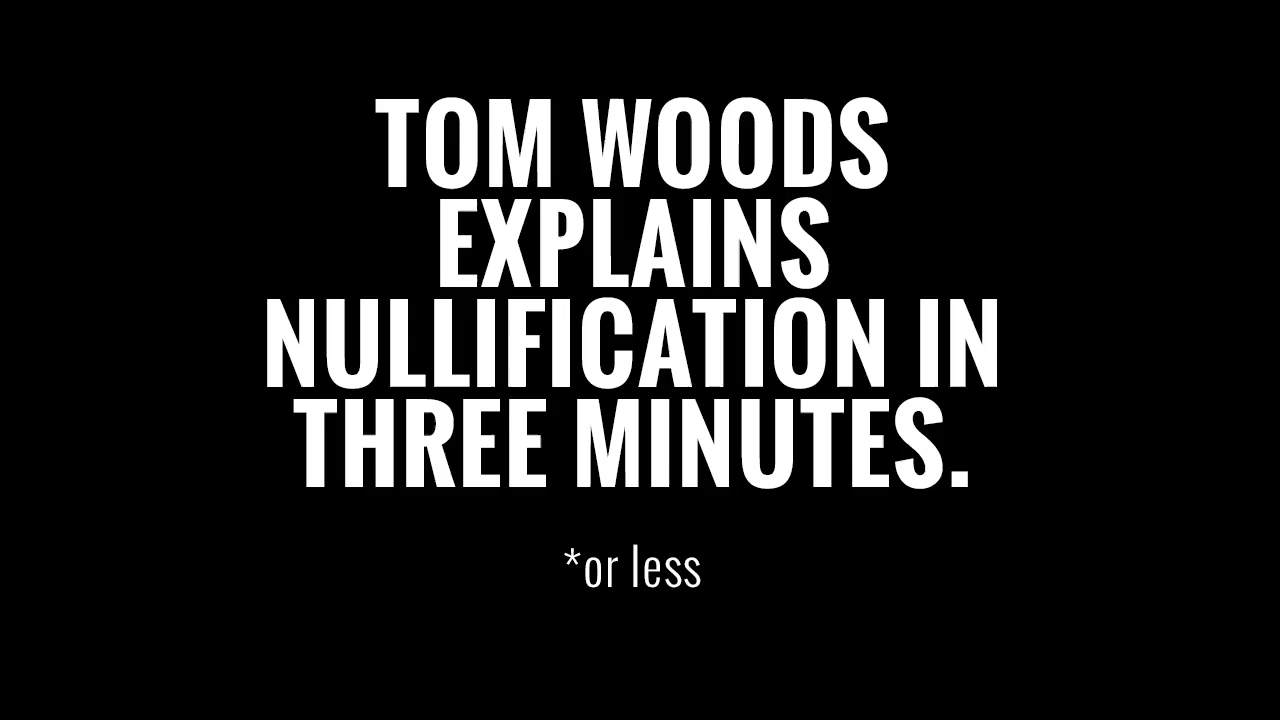 TOM WOODS
EXPLAINS
NULLIFICATION IN
THREE MINUTES.
*or less